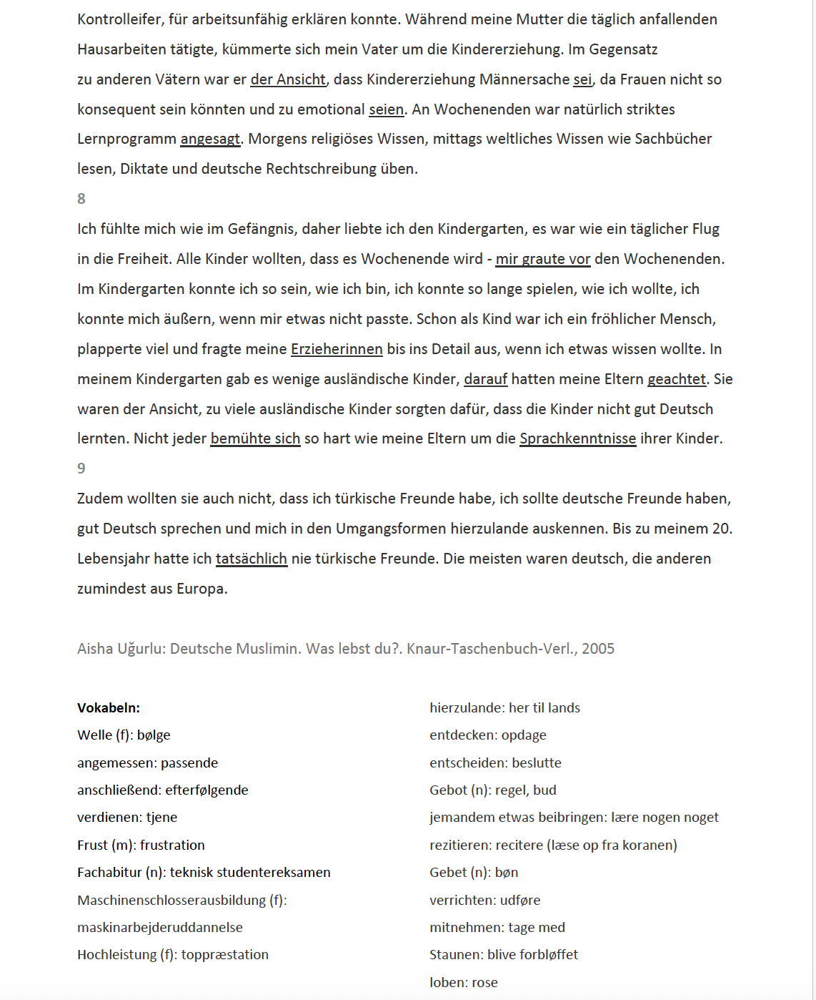 Kontrolleifer, für arbeitsunfähig erklären konnte. Während meine Mutter die täglich anfallenden
Hausarbeiten tätigte, kümmerte sich mein Vater um die Kindererziehung. Im Gegensatz
zu anderen Vätern war er der Ansicht, dass Kindererziehung Männersache sei, da Frauen nicht so
konsequent sein könnten und zu emotional seien. An Wochenenden war natürlich striktes
Lernprogramm angesagt. Morgens religiöses Wissen, mittags weltliches Wissen wie Sachbücher
lesen, Diktate und deutsche Rechtschreibung üben.
8
Ich fühlte mich wie im Gefängnis, daher liebte ich den Kindergarten, es war wie ein täglicher Flug
in die Freiheit. Alle Kinder wollten, dass es Wochenende wird - mir graute vor den Wochenenden.
Im Kindergarten konnte ich so sein, wie ich bin, ich konnte so lange spielen, wie ich wollte, ich
konnte mich äußern, wenn mir etwas nicht passte. Schon als Kind war ich ein fröhlicher Mensch,
plapperte viel und fragte meine Erzieherinnen bis ins Detail aus, wenn ich etwas wissen wollte. In
meinem Kindergarten gab es wenige ausländische Kinder, darauf hatten meine Eltern geachtet. Sie
waren der Ansicht, zu viele ausländische Kinder sorgten dafür, dass die Kinder nicht gut Deutsch
lernten. Nicht jeder bemühte sich so hart wie meine Eltern um die Sprachkenntnisse ihrer Kinder.
9
Zudem wollten sie auch nicht, dass ich türkische Freunde habe, ich sollte deutsche Freunde haben,
gut Deutsch sprechen und mich in den Umgangsformen hierzulande auskennen. Bis zu meinem 20.
Lebensjahr hatte ich tatsächlich nie türkische Freunde. Die meisten waren deutsch, die anderen
zumindest aus Europa.
Aisha Uğurlu: Deutsche Muslimin. Was lebst du?. Knaur-Taschenbuch-Verl., 2005
Vokabeln:
Welle (f): bølge
angemessen: passende
anschließend: efterfølgende
verdienen: tjene
Frust (m): frustration
Fachabitur (n): teknisk studentereksamen
Maschinenschlosserausbildung (f):
maskinarbejderuddannelse
Hochleistung (f): toppræstation
hierzulande: her til lands
entdecken: opdage
entscheiden: beslutte
Gebot (n): regel, bud
jemandem etwas beibringen: lære nogen noget
rezitieren: recitere (læse op fra koranen)
Gebet (n): bøn
verrichten: udføre
mitnehmen: tage med
Staunen: blive forbløffet
loben: rose